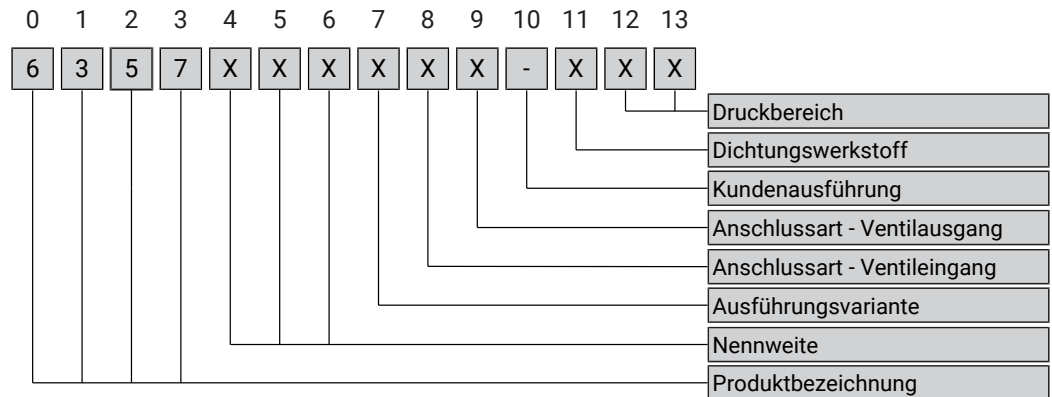 0 1 2 3 4 5 6 7 8 9 10 11 12 13
6 3 5 7 X X X X X X - X X X
Druckbereich
Dichtungswerkstoff
Kundenausführung
Anschlussart - Ventilausgang
Anschlussart - Ventileingang
Ausführungsvariante
Nennweite
Produktbezeichnung